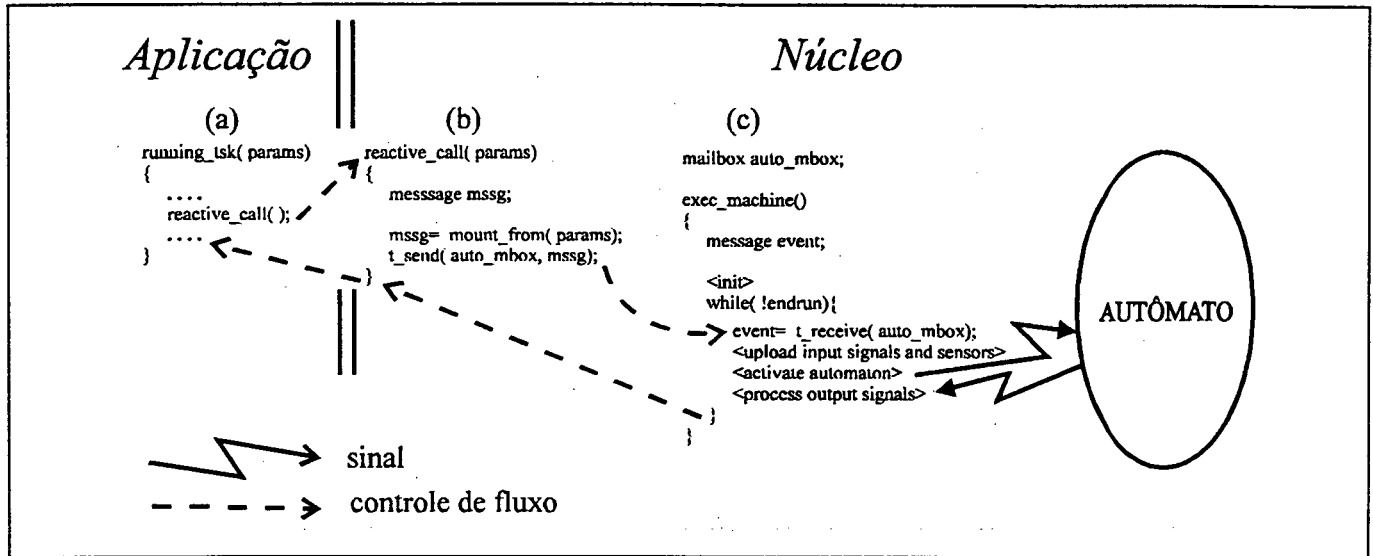 Aplicação
Núcleo
(a)
running_tsk( params)
{
....
reactive_call( );
....
}
(b)
reactive_call( params)
{
messsage mssg;
mssg= mount_from( params);
t_send( auto_mbox, mssg);
}
(c)
mailbox auto_mbox;
exec_machine()
{
message event;
<init>
while( !endrun){
event= t_receive( auto_mbox);
<upload input signals and sensors>
<activate automaton>
<process output signals>
}
}
AUTÔMATO
sinal
controle de fluxo